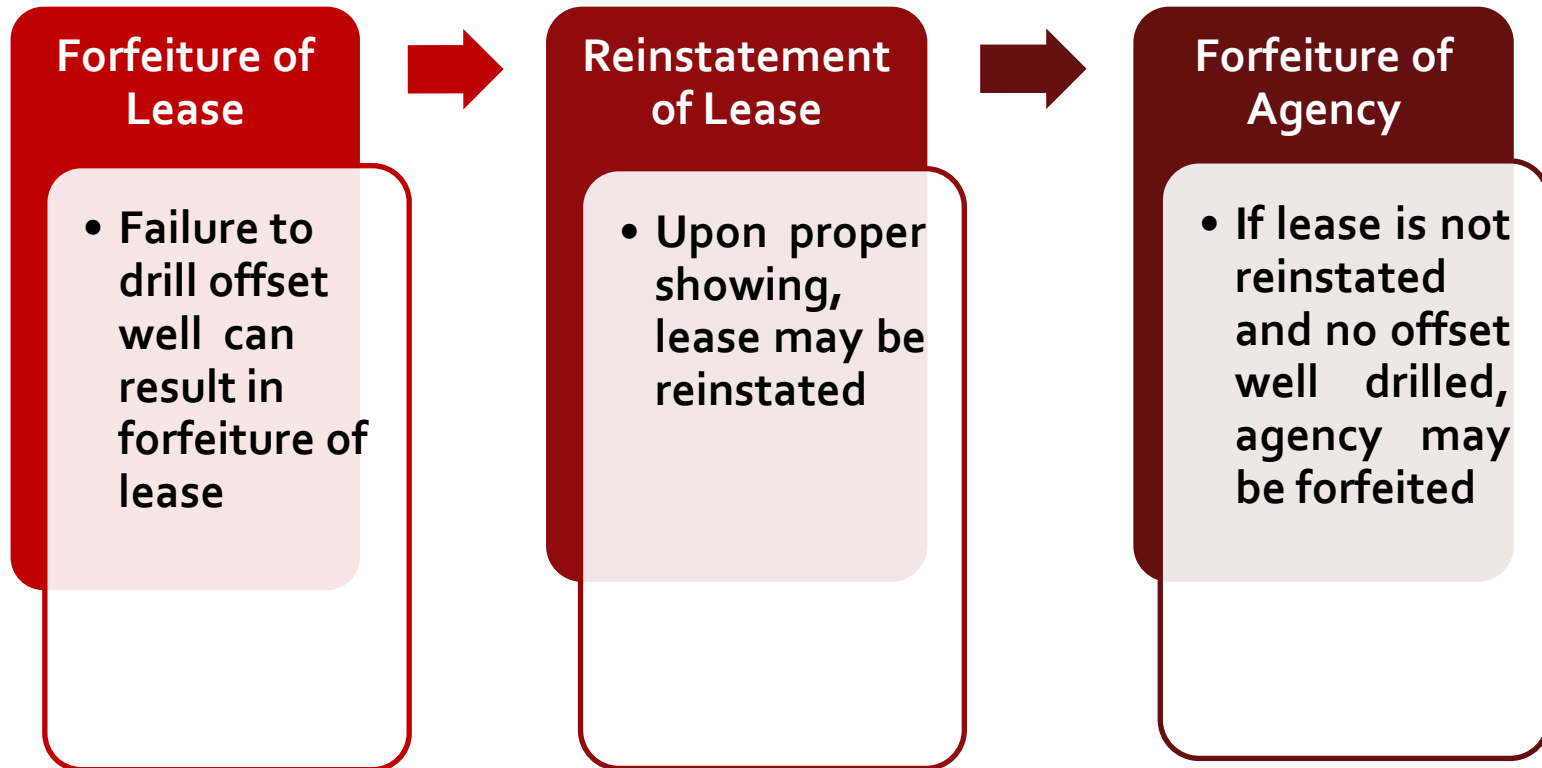 Forfeiture of
Lease
• Failure to
drill offset
well can
result in
forfeiture of
lease
Reinstatement
of Lease
• Upon proper
showing,
lease may be
reinstated
Forfeiture of
Agency
• If lease is not
reinstated
and no offset
well drilled,
agency may
be forfeited